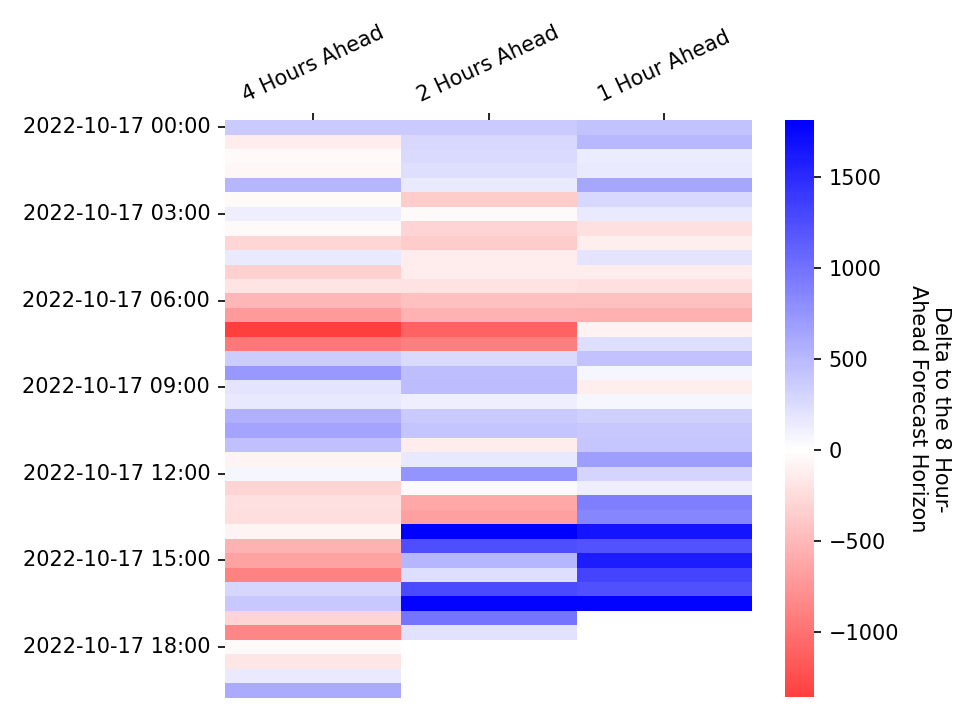 4 Hours Ahead
2 Hours Ahead
1 Hour Ahead
2022-10-17 00:00
2022-10-17 03:00
2022-10-17 06:00
2022-10-17 09:00
2022-10-17 12:00
2022-10-17 15:00
2022-10-17 18:00
1500
1000
500
0
−500
−1000
Delta to the 8 Hour-
Ahead Forecast Horizon